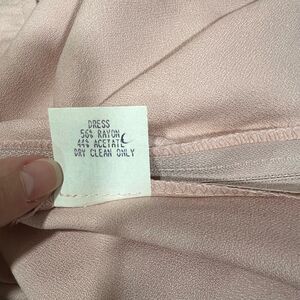 DRESS
56% RAYON
44% ACETATE
DRY CLEAN ONLY